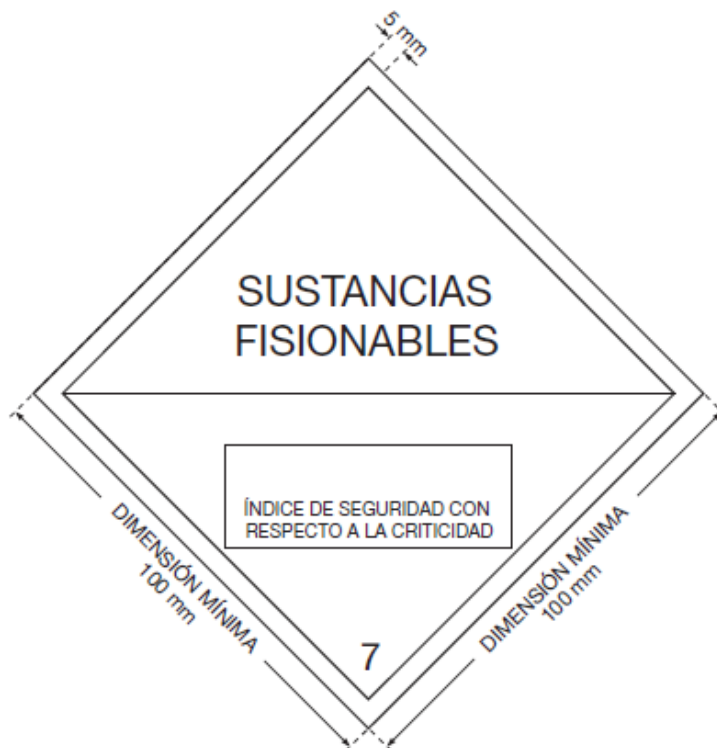 5 mm
SUSTANCIAS
FISIONABLES
ÍNDICE DE SEGURIDAD CON
RESPECTO A LA CRITICIDAD
DIMENSIÓN MÍNIMA
100 mm
DIMENSIÓN MÍNIMA
100 mm
7